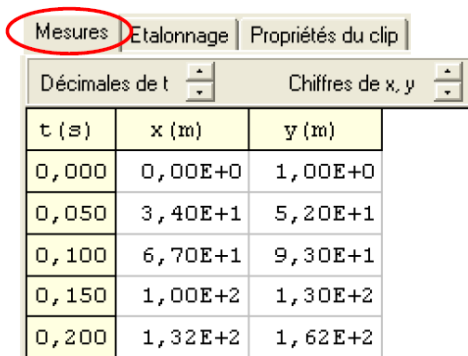 Mesures Etalonnage Propriétés du clip
Décimales de t Chiffres de x, y
t (s) x (m) y (m)
0,000 0,00E+0 1,00E+0
0,050 3,40E+1 5,20E+1
0,100 6,70E+1 9,30E+1
0,150 1,00E+2 1,30E+2
0,200 1,32E+2 1,62E+2